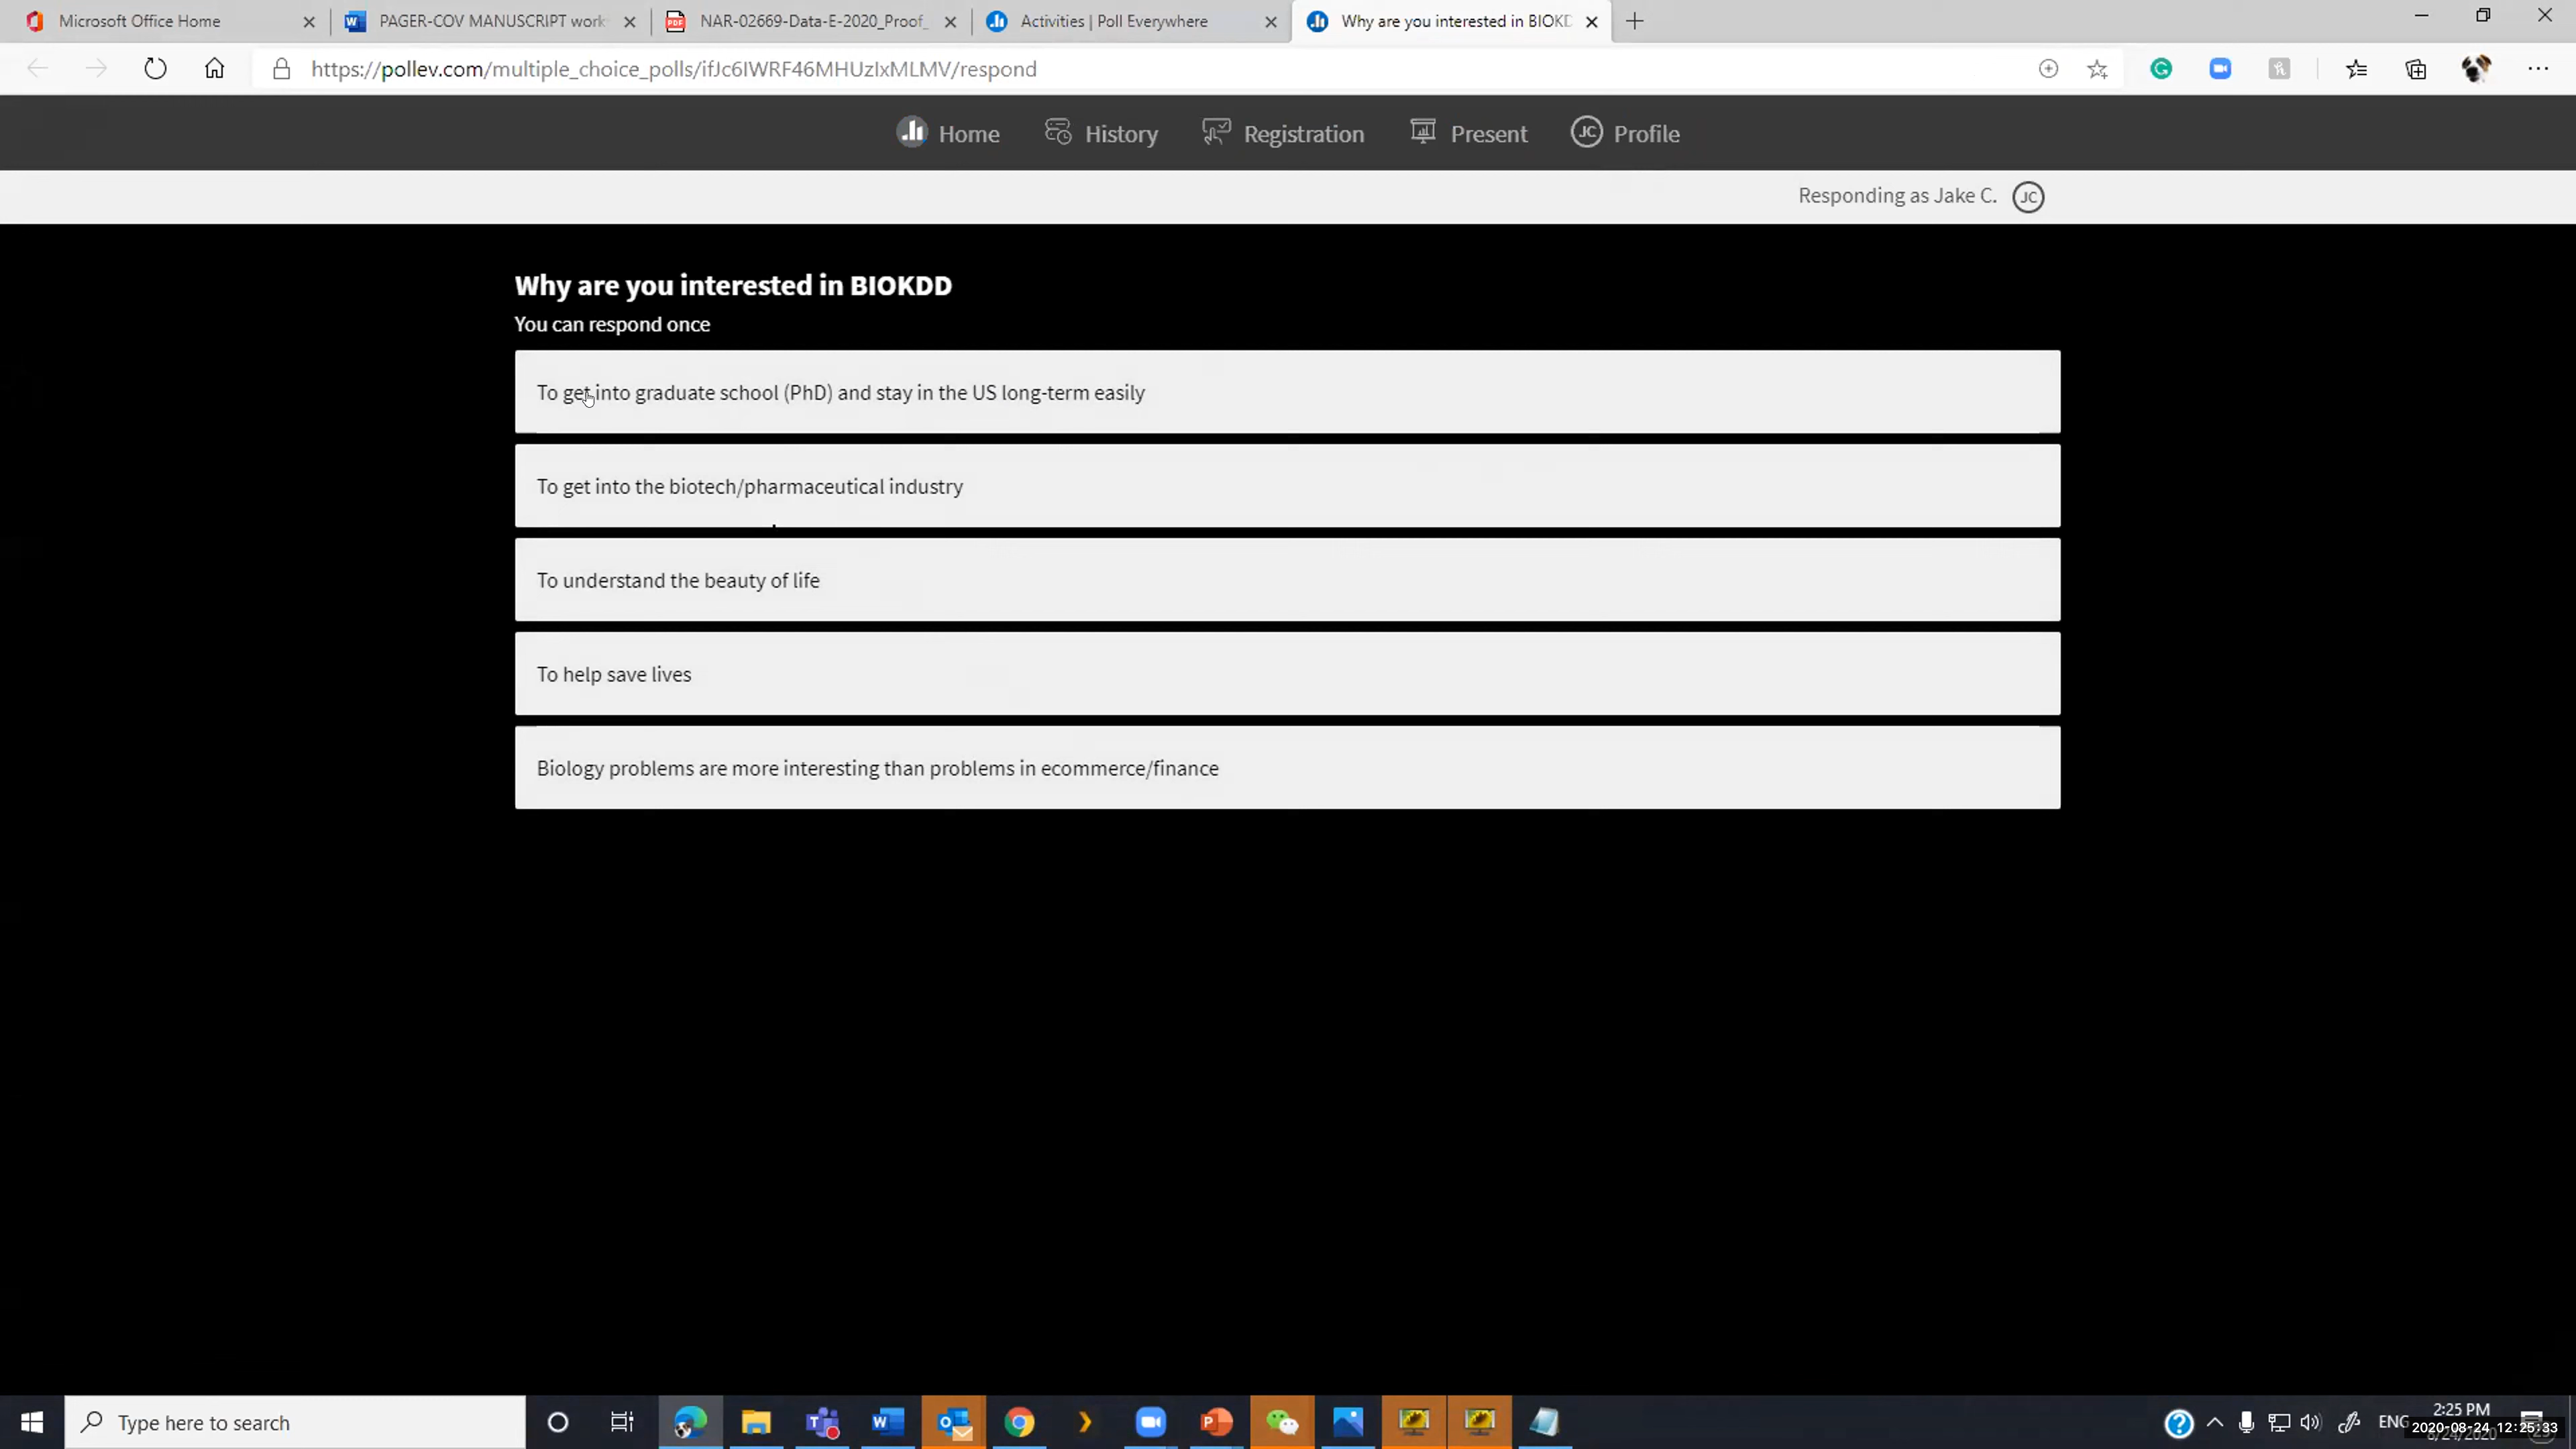 Microsoft Office Home
PAGER-COV MANUSCRIPT work
NAR-02669-Data-E-2020_Proof_
Activities | Poll Everywhere
Why are you interested in BIOKD
https://pollev.com/multiple_choice_polls/ifJc6IWRF46MHUzIxMLMV/respond
Home
History
Registration
Present
JC Profile
Responding as Jake C. JC
Why are you interested in BIOKDD
You can respond once
To get into graduate school (PhD) and stay in the US long-term easily
To get into the biotech/pharmaceutical industry
To understand the beauty of life
To help save lives
Biology problems are more interesting than problems in ecommerce/finance
Type here to search
ENG
2:25 PM
2020-08-24 12:25:33